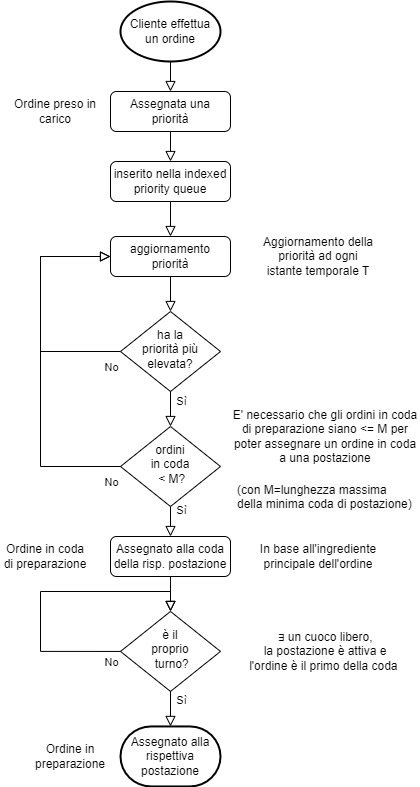 Cliente effettua
un ordine
Ordine preso in
carico
Assegnata una
priorità
inserito nella indexed
priority queue
aggiornamento
priorità
Aggiornamento della
priorità ad ogni
istante temporale T
ha la
priorità più
elevata?
No
Sì
E' necessario che gli ordini in coda
di preparazione siano <= M per
poter assegnare un ordine in coda
a una postazione
(con M=lunghezza massima
della minima coda di postazione)
ordini
in coda
< M?
No
Sì
Ordine in coda
di preparazione
Assegnato alla coda
della risp. postazione
In base all'ingrediente
principale dell'ordine
è il
proprio
turno?
No
Sì
∃ un cuoco libero,
la postazione è attiva e
l'ordine è il primo della coda
Ordine in
preparazione
Assegnato alla
rispettiva
postazione